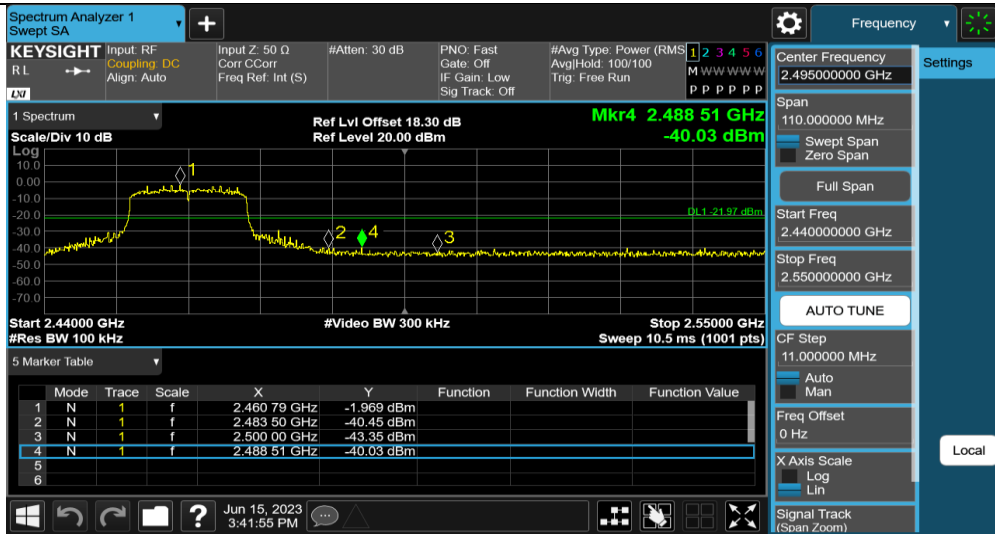 Spectrum Analyzer 1
Swept SA
Frequency
KEYSIGHT
R L
LXI
Input: RF
Coupling: DC
Align: Auto
Input Z: 50 Ω
Corr CCorr
Freq Ref: Int (S)
#Atten: 30 dB
PNO: Fast
Gate: Off
IF Gain: Low
Sig Track: Off
#Avg Type: Power (RMS
Avg|Hold: 100/100
Trig: Free Run
1 2 3 4 5 6
M W W W W W
P P P P P P
1 Spectrum
Scale/Div 10 dB
Ref Lvl Offset 18.30 dB
Ref Level 20.00 dBm
Mkr4 2.488 51 GHz
-40.03 dBm
Log
10.0
0.00
-10.0
-20.0
-30.0
-40.0
-50.0
-60.0
-70.0
1
2
4
3
DL1 -21.97 dBm
Start 2.44000 GHz
#Video BW 300 kHz
Stop 2.55000 GHz
#Res BW 100 kHz
Sweep 10.5 ms (1001 pts)
5 Marker Table
Mode Trace Scale X Y Function Function Width Function Value
1 N 1 f 2.460 79 GHz -1.969 dBm
2 N 1 f 2.483 50 GHz -40.45 dBm
3 N 1 f 2.500 00 GHz -43.35 dBm
4 N 1 f 2.488 51 GHz -40.03 dBm
5
6
Jun 15, 2023
3:41:55 PM
Center Frequency
2.495000000 GHz
Span
110.000000 MHz
Swept Span
Zero Span
Full Span
Start Freq
2.440000000 GHz
Stop Freq
2.550000000 GHz
AUTO TUNE
CF Step
11.000000 MHz
Auto
Man
Freq Offset
0 Hz
X Axis Scale
Log
Lin
Signal Track
(Span Zoom)
Settings
Local